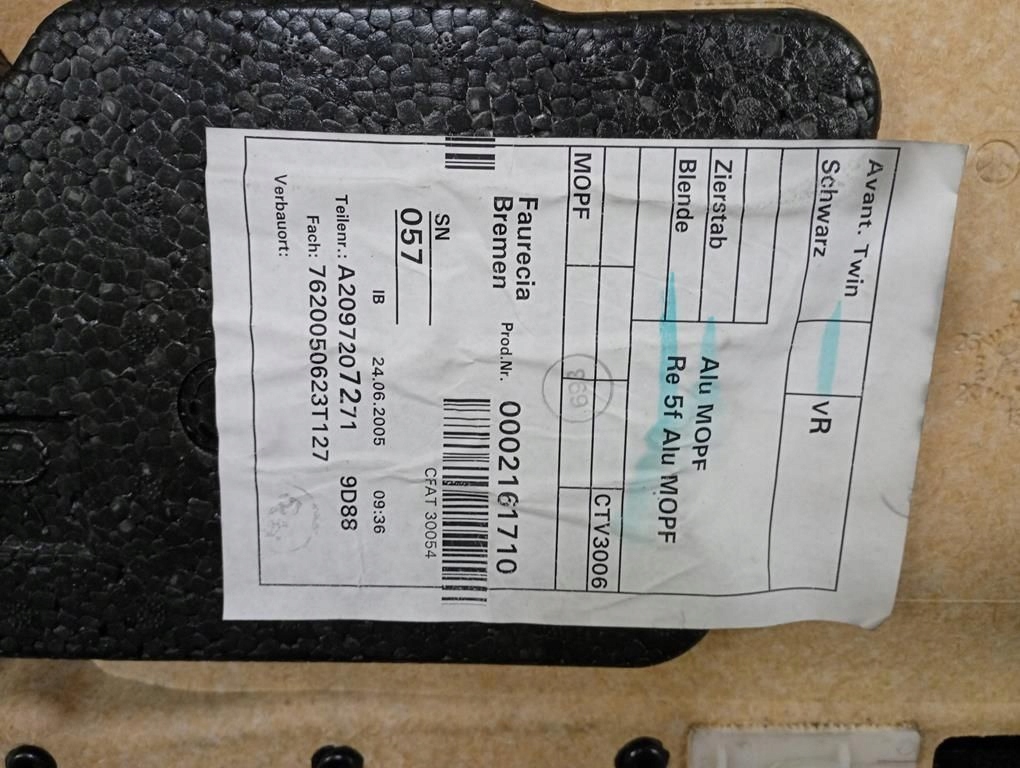 Avant. Twin
Schwarz
VR
Zierstab
Alu MOPF
Blende
Re 5f Alu MOPF
CTV3006
MOPF
869
Faurecia
Bremen
Prod.Nr.
0002161710
SN
057
CFAT 30054
IB 24.06.2005 09:36
Teilenr.: A2097207271 9D88
Fach: 7620050623T127
Verbauort: